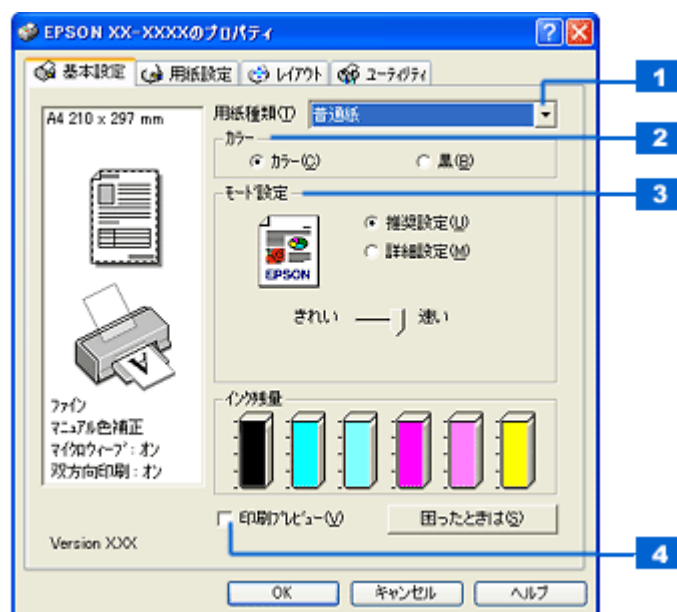 EPSON XX-XXXXのプロパティ
基本設定 用紙設定 レイアウト ユーティリティ
1
A4 210 x 297 mm
用紙種類(T) 普通紙
カラー
2
カラー(C) 黒(B)
モード設定
3
推奨設定(U)
詳細設定(M)
EPSON
きれい 速い
A
ファイン
マニュアル色補正
マイクロウィーブ：オン
双方向印刷：オン
インク残量
印刷プレビュー(V) 困ったときは(S)
Version XXX
4
OK キャンセル ヘルプ